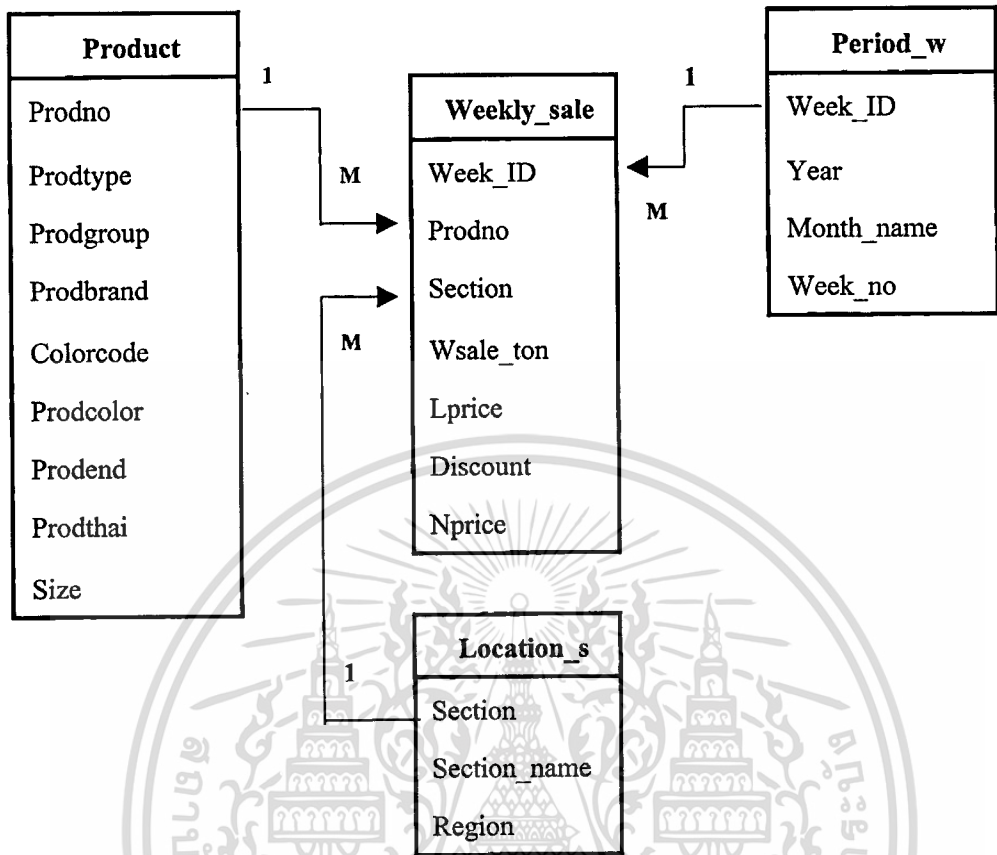 Product
Prodno
Prodtype
Prodgroup
Prodbrand
Colorcode
Prodcolor
Prodend
Prodthai
Size
1
M
Weekly_sale
Week_ID
Prodno
Section
Wsale_ton
Lprice
Discount
Nprice
1
M
Period_w
Week_ID
Year
Month_name
Week_no
M
1
Location_s
Section
Section_name
Region